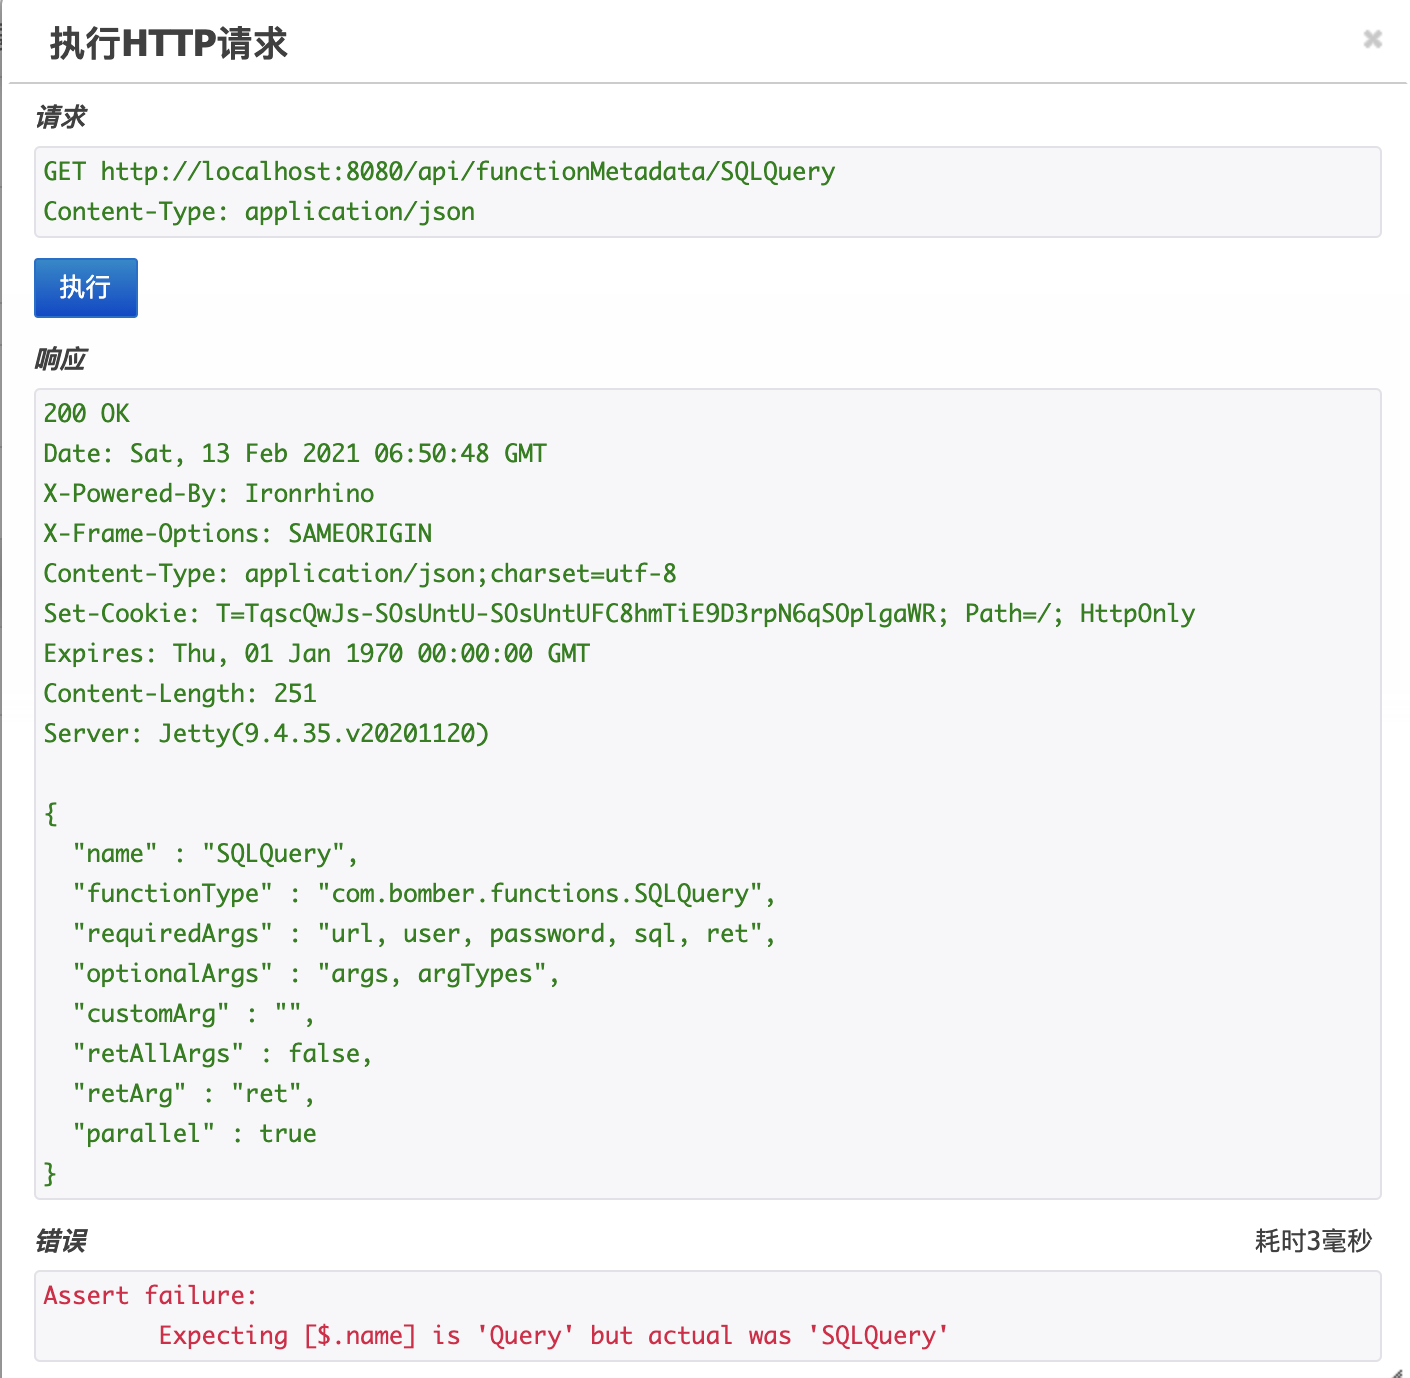 执行HTTP请求
请求
GET http://localhost:8080/api/functionMetadata/SQLQuery
Content-Type: application/json
执行
响应
200 OK
Date: Sat, 13 Feb 2021 06:50:48 GMT
X-Powered-By: Ironrhino
X-Frame-Options: SAMEORIGIN
Content-Type: application/json;charset=utf-8
Set-Cookie: T=TqscQwJs-SOsUntU-SOsUntUFC8hmTiE9D3rpN6qSOplgaWR; Path=/; HttpOnly
Expires: Thu, 01 Jan 1970 00:00:00 GMT
Content-Length: 251
Server: Jetty(9.4.35.v20201120)
{
  "name" : "SQLQuery",
  "functionType" : "com.bomber.functions.SQLQuery",
  "requiredArgs" : "url, user, password, sql, ret",
  "optionalArgs" : "args, argTypes",
  "customArg" : "",
  "retAllArgs" : false,
  "retArg" : "ret",
  "parallel" : true
}
错误
耗时3毫秒
Assert failure:
        Expecting [$.name] is 'Query' but actual was 'SQLQuery'